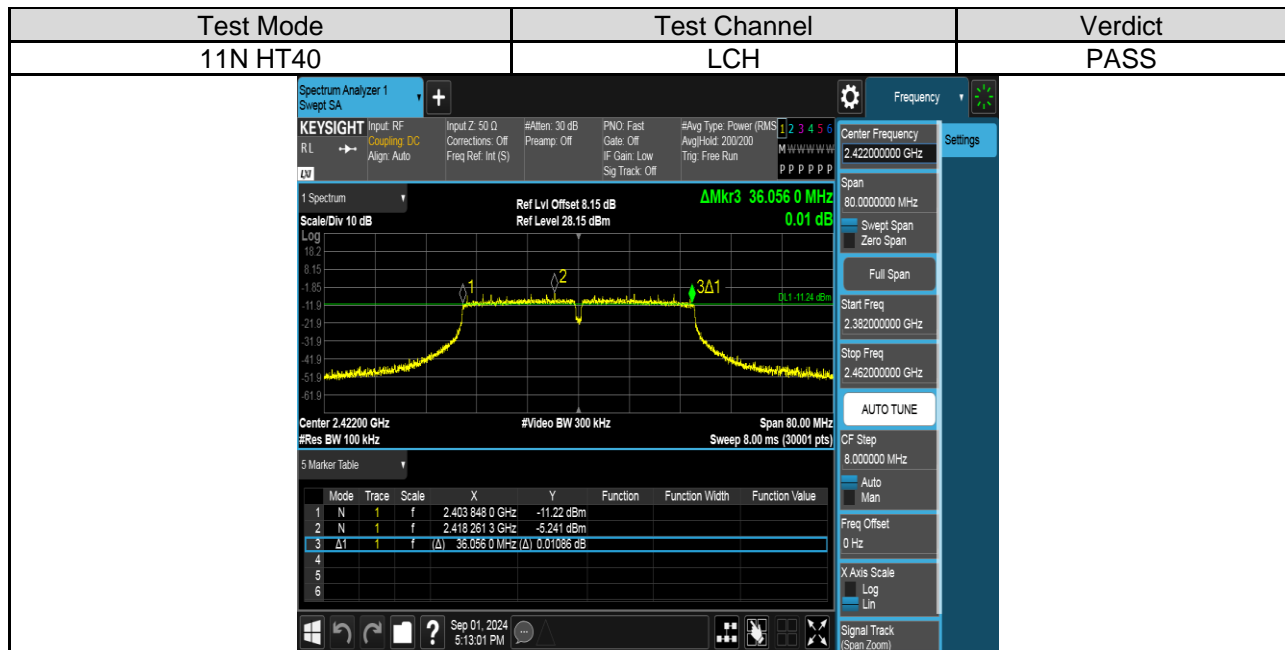 Test Mode Test Channel Verdict
11N HT40 LCH PASS
Spectrum Analyzer 1
Swept SA
+
Frequency
KEYSIGHT
RL
LXI
Input: RF
Coupling: DC
Align: Auto
Input Z: 50 Ω
Corrections: Off
Freq Ref: Int (S)
#Atten: 30 dB
Preamp: Off
PNO: Fast
Gate: Off
IF Gain: Low
Sig Track: Off
#Avg Type: Power (RMS
Avg|Hold: 200/200
Trig: Free Run
1 2 3 4 5 6
M W W W W W
P P P P P P
Center Frequency
2.422000000 GHz
Settings
1 Spectrum
Scale/Div 10 dB
Ref Lvl Offset 8.15 dB
Ref Level 28.15 dBm
ΔMkr3 36.056 0 MHz
0.01 dB
Log
18.2
8.15
-1.85
-11.9
-21.9
-31.9
-41.9
-51.9
-61.9
1
2
3Δ1
DL1 -11.24 dBm
Center 2.42200 GHz
#Res BW 100 kHz
#Video BW 300 kHz
Span 80.00 MHz
Sweep 8.00 ms (30001 pts)
Span
80.0000000 MHz
Swept Span
Zero Span
Full Span
Start Freq
2.382000000 GHz
Stop Freq
2.462000000 GHz
AUTO TUNE
CF Step
8.000000 MHz
Auto
Man
Freq Offset
0 Hz
X Axis Scale
Log
Lin
Signal Track
(Span Zoom)
5 Marker Table
Mode Trace Scale X Y Function Function Width Function Value
1 N 1 f 2.403 848 0 GHz -11.22 dBm
2 N 1 f 2.418 261 3 GHz -5.241 dBm
3 Δ1 1 f (Δ) 36.056 0 MHz (Δ) 0.01086 dB
4
5
6
?
Sep 01, 2024
5:13:01 PM